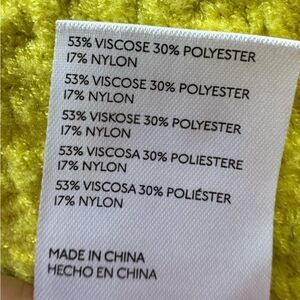 53% VISCOSE 30% POLYESTER
17% NYLON
53% VISCOSE 30% POLYESTER
17% NYLON
53% VISKOSE 30% POLYESTER
17% NYLON
53% VISCOSA 30% POLIESTERE
17% NYLON
53% VISCOSA 30% POLIÉSTER
17% NYLON
MADE IN CHINA
HECHO EN CHINA